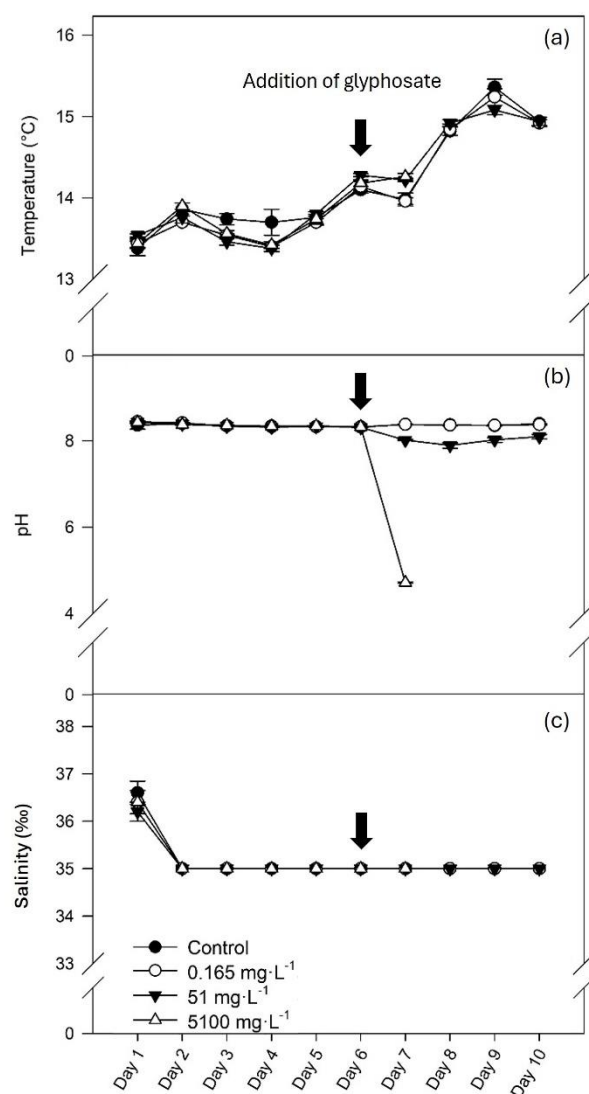 (a)
Addition of glyphosate
16
15
14
13
Temperature (°C)
(b)
0
8
6
4
pH
(c)
0
38
37
36
35
34
33
0
Salinity (‰)
Control
0.165 mg·L⁻¹
51 mg·L⁻¹
5100 mg·L⁻¹
Day 1
Day 2
Day 3
Day 4
Day 5
Day 6
Day 7
Day 8
Day 9
Day 10